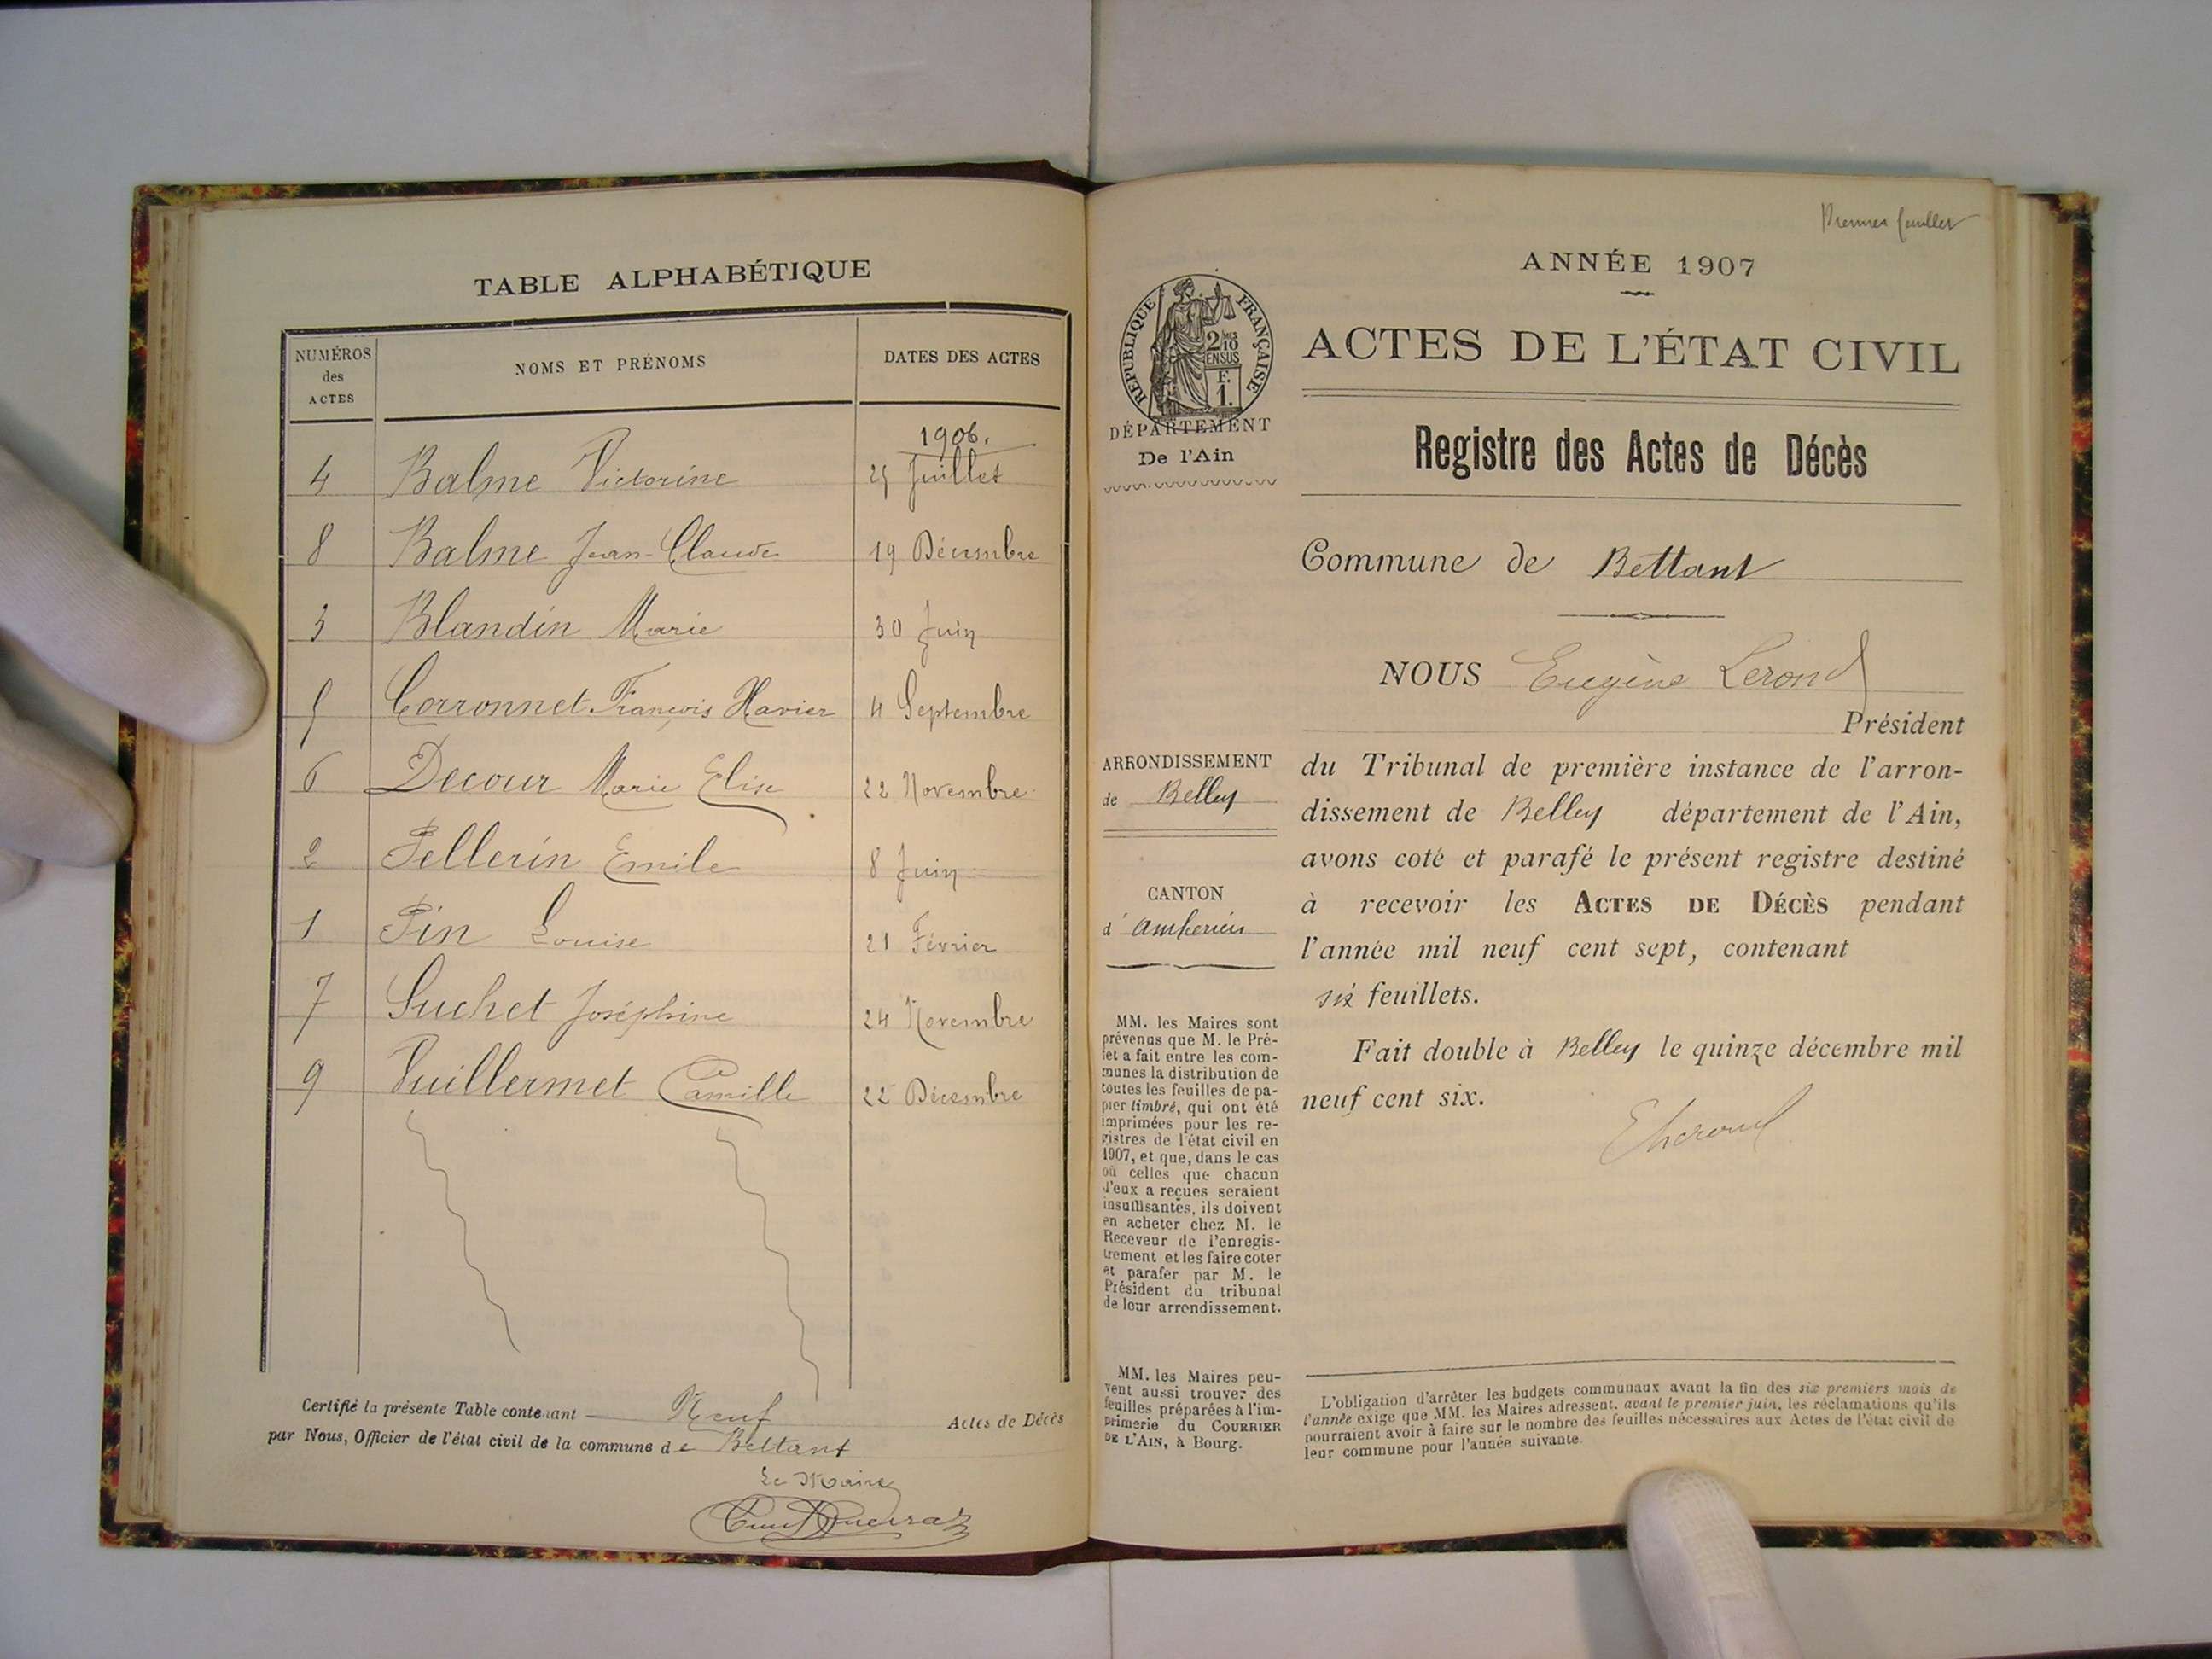 TABLE ALPHABÉTIQUE
NUMÉROS des ACTES
NOMS ET PRÉNOMS
DATES DES ACTES
1906.
4 Balme Victorine 25 Juillet
8 Balme Jean-Claude 19 Décembre
3 Blandin Marie 30 Juin
5 Corronnet François Xavier 4 Septembre
6 Decour Marie Elise 22 Novembre
2 Pellerin Emile 8 Juin
1 Pin Louise 21 Février
7 Suchet Joséphine 24 Novembre
9 Vuillermet Camille 22 Décembre
Certifié la présente Table contenant Neuf Actes de Décès
par Nous, Officier de l'état civil de la commune de Bettant
Le Maire
Premier feuillet
ANNÉE 1907
RÉPUBLIQUE FRANÇAISE
2/10 EN SUS
F. 1.
ACTES DE L'ÉTAT CIVIL
DÉPARTEMENT
De l'Ain
Registre des Actes de Décès
Commune de Bettant
NOUS Eugène Lerond
Président
ARRONDISSEMENT
de Belley
CANTON
d'Ambérieu
du Tribunal de première instance de l'arron-
dissement de Belley département de l'Ain,
avons coté et parafé le présent registre destiné
à recevoir les ACTES DE DÉCÈS pendant
l'année mil neuf cent sept, contenant
six feuillets.
Fait double à Belley le quinze décembre mil
neuf cent six.
ELerond
MM. les Maires sont
prévenus que M. le Pré-
fet a fait entre les com-
munes la distribution de
toutes les feuilles de pa-
pier timbré, qui ont été
imprimées pour les re-
gistres de l'état civil en
1907, et que, dans le cas
où celles que chacun
d'eux a reçues seraient
insuffisantes, ils doivent
en acheter chez M. le
Receveur de l'enregis-
trement et les faire coter
et parafer par M. le
Président du tribunal
de leur arrondissement.
MM. les Maires peu-
vent aussi trouver des
feuilles préparées à l'im-
primerie du COURRIER
DE L'AIN, à Bourg.
L'obligation d'arrêter les budgets communaux avant la fin des six premiers mois de
l'année exige que MM. les Maires adressent, avant le premier juin, les réclamations qu'ils
pourraient avoir à faire sur le nombre des feuilles nécessaires aux Actes de l'état civil de
leur commune pour l'année suivante.